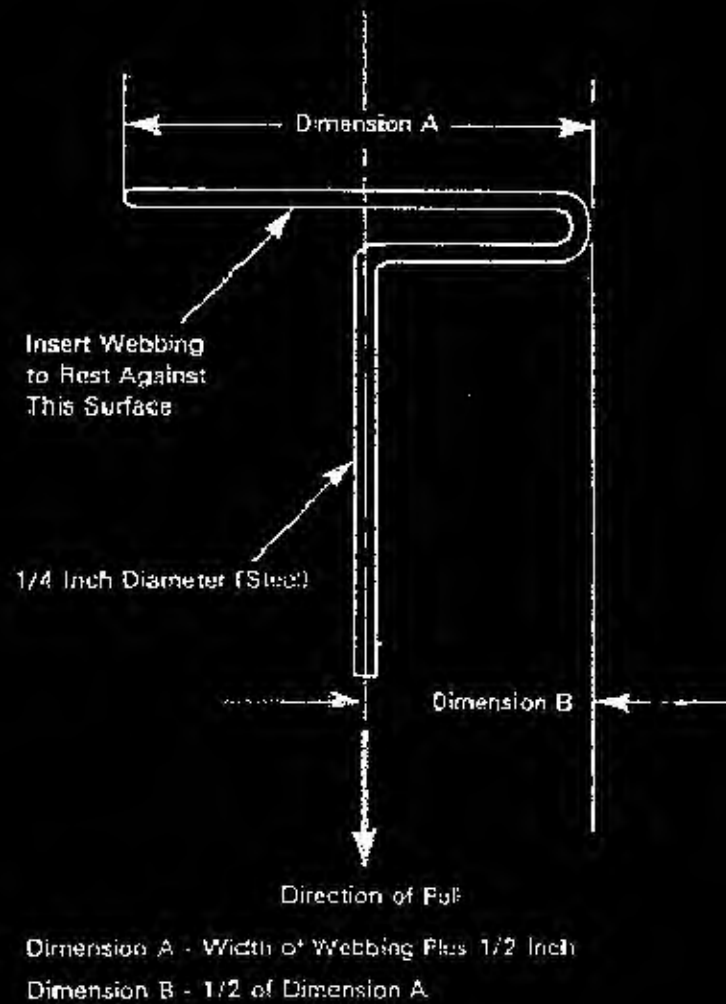 Dimension A
Insert Webbing
to Rest Against
This Surface
1/4 Inch Diameter (Steel)
Dimension B
Direction of Pull
Dimension A - Width of Webbing Plus 1/2 Inch
Dimension B - 1/2 of Dimension A